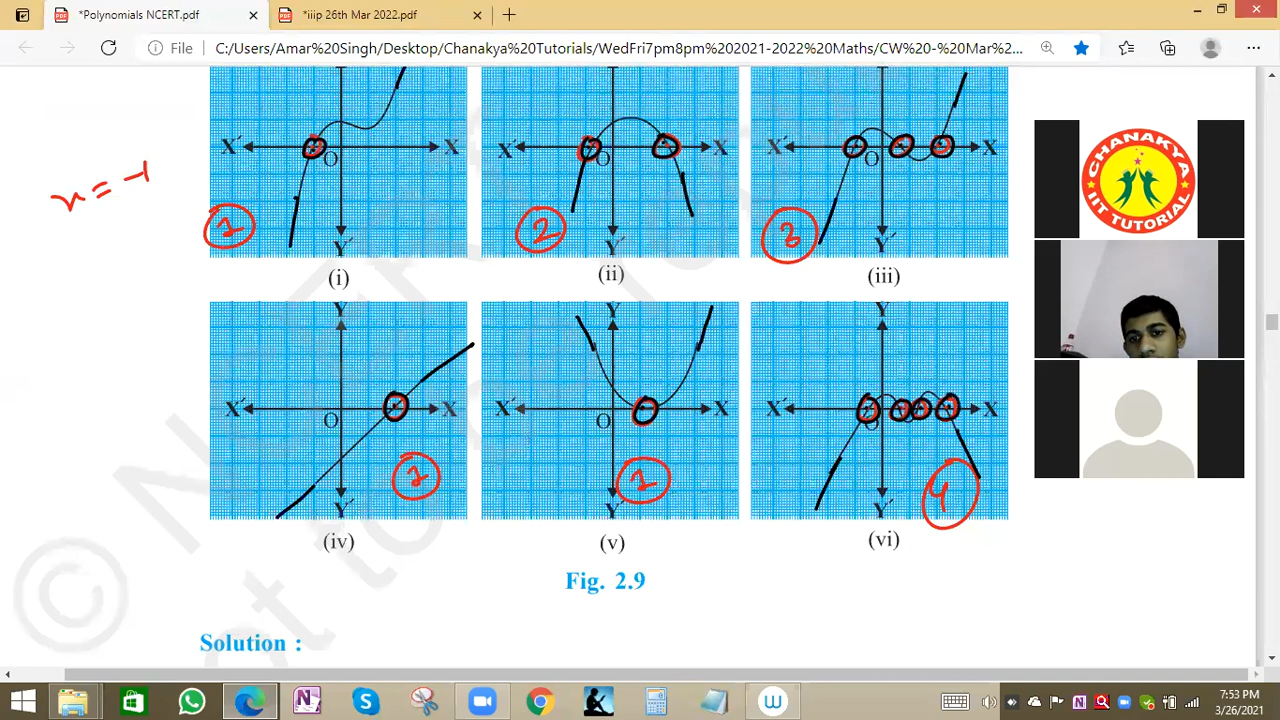 *Polynomials NCERT.pdf
*iiip 26th Mar 2022.pdf
File
C:/Users/Amar%20Singh/Desktop/Chanakya%20Tutorials/WedFri7pm8pm%202021-2022%20Maths/CW%20-%20Mar%2...
X′ O X
Y′
1
(i)
X′ O X
Y′
2
(ii)
X′ O X
Y′
3
(iii)
x = -1
Y
X′ O X
Y′
1
(iv)
Y
X′ O X
Y′
1
(v)
Y
X′ O X
Y′
4
(vi)
Fig. 2.9
Solution :
©
CHANAKYA
IIT TUTORIAL
7:53 PM
3/26/2021